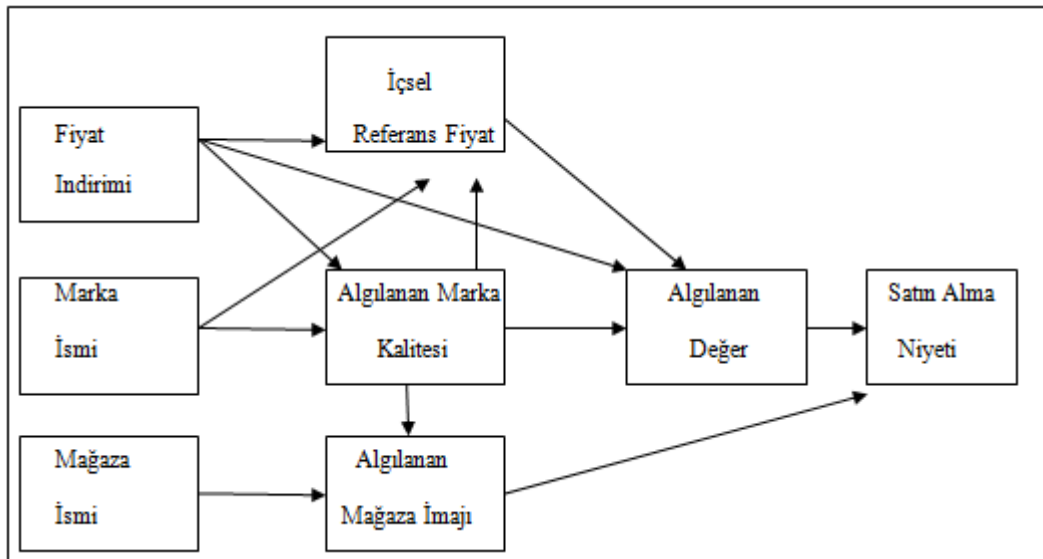 Fiyat
Indirimi
İçsel
Referans Fiyat
Marka
İsmi
Algılanan Marka
Kalitesi
Algılanan
Değer
Satın Alma
Niyeti
Mağaza
İsmi
Algılanan
Mağaza İmajı